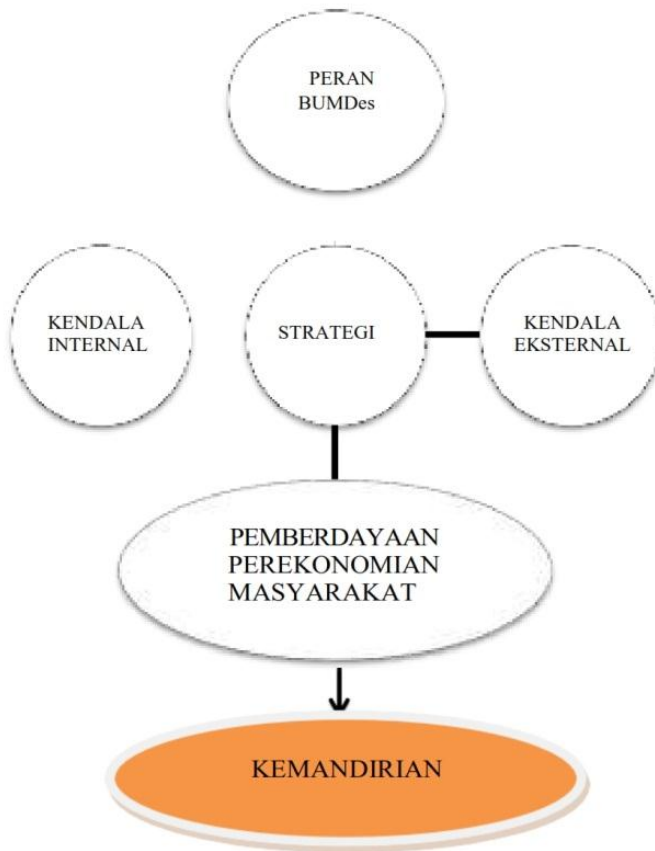 PERAN
BUMDes
KENDALA
INTERNAL
STRATEGI
KENDALA
EKSTERNAL
PEMBERDAYAAN
PEREKONOMIAN
MASYARAKAT
KEMANDIRIAN